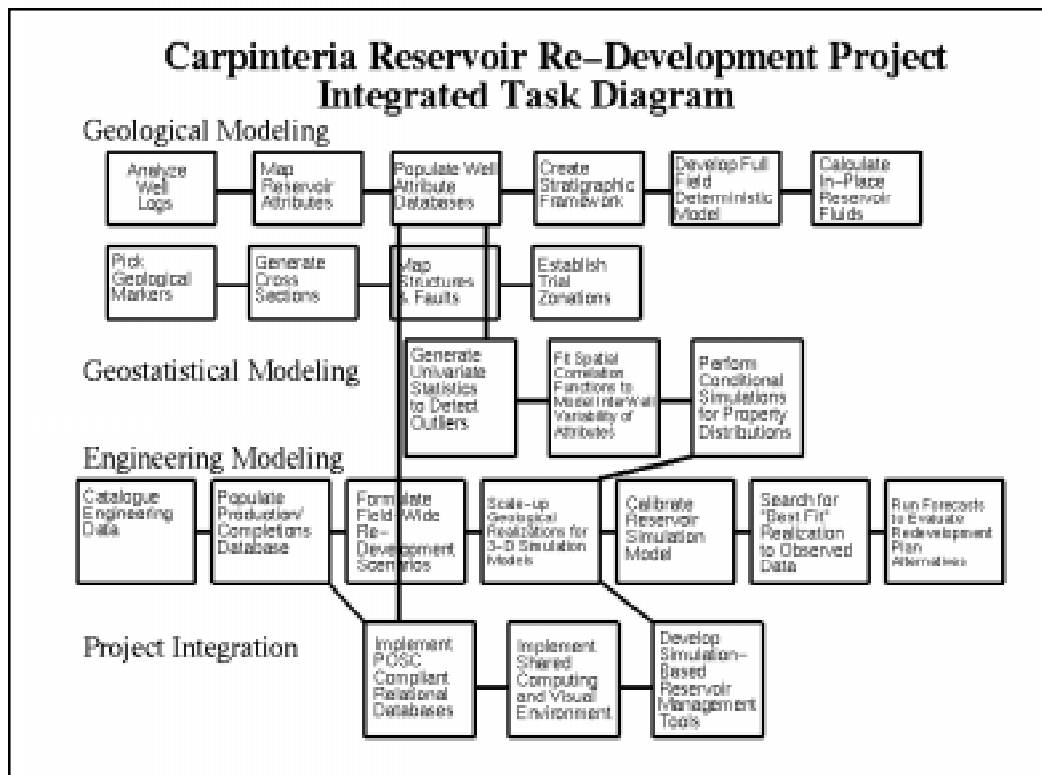 Carpinteria Reservoir Re-Development Project
Integrated Task Diagram
Geological Modeling
Analyze
Well
Logs
Map
Reservoir
Attributes
Populate Well
Attribute
Databases
Create
Stratigraphic
Framework
Develop Full
Field
Deterministic
Model
Calculate
In-Place
Reservoir
Fluids
Pick
Geological
Markers
Generate
Cross
Sections
Map
Structures
& Faults
Establish
Trial
Zonations
Geostatistical Modeling
Generate
Univariate
Statistics
to Detect
Outliers
Fit Spatial
Correlation
Functions to
Model InterWell
Variability of
Attributes
Perform
Conditional
Simulations
for Property
Distributions
Engineering Modeling
Catalogue
Engineering
Data
Populate
Production/
Completions
Database
Formulate
Field-Wide
Re-
Development
Scenarios
Scale-up
Geological
Realizations for
3-D Simulation
Models
Calibrate
Reservoir
Simulation
Model
Search for
'Best Fit'
Realization
to Observed
Data
Run Forecasts
to Evaluate
Redevelopment
Plan
Alternatives
Project Integration
Implement
POSC
Compliant
Relational
Databases
Implement
Shared
Computing
and Visual
Environment
Develop
Simulation-
Based
Reservoir
Management
Tools